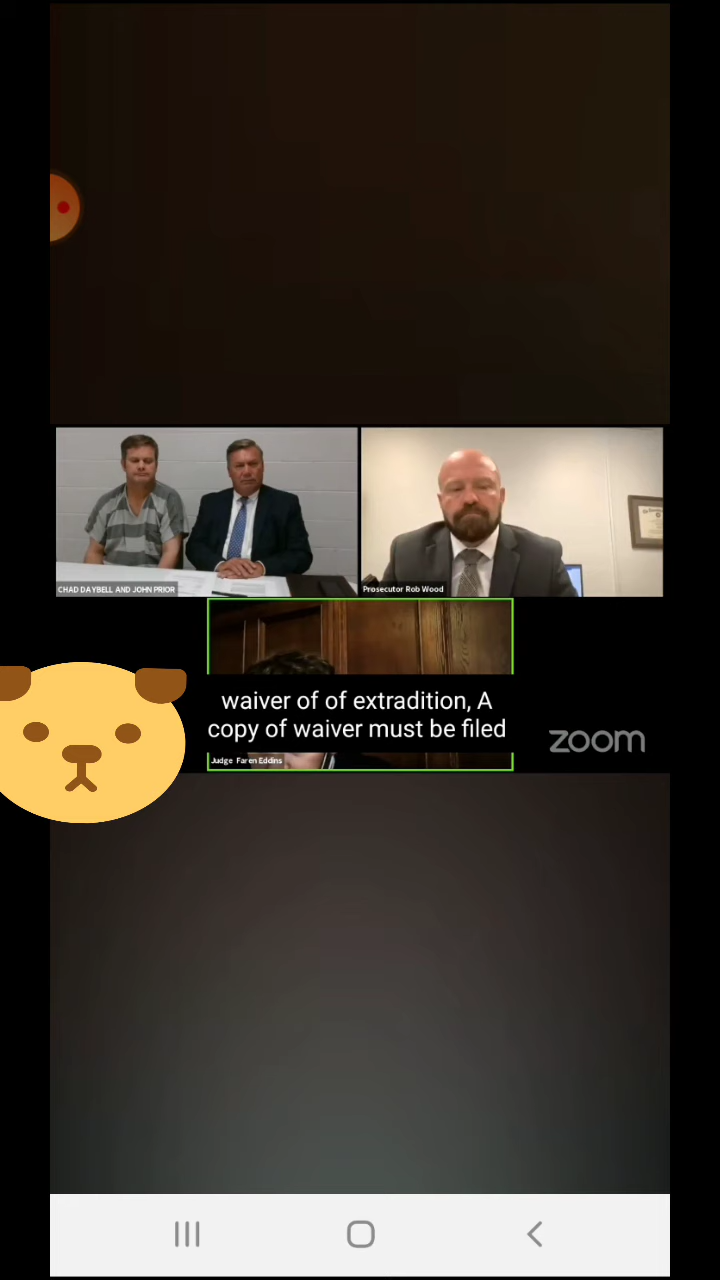 CHAD DAYBELL AND JOHN PRIOR
Prosecutor Rob Wood
waiver of of extradition, A
copy of waiver must be filed
zoom
Judge Faren Eddins